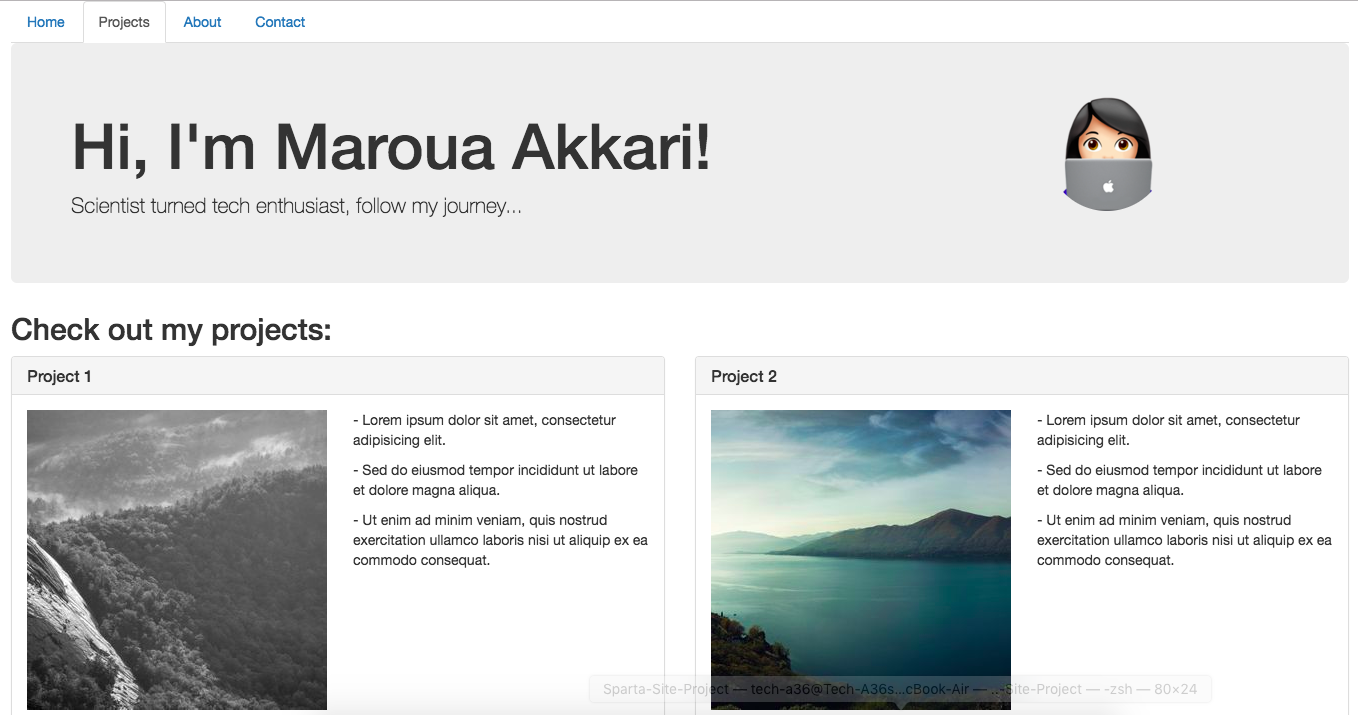 Home Projects About Contact
Hi, I'm Maroua Akkari!
Scientist turned tech enthusiast, follow my journey...
Check out my projects:
Project 1
- Lorem ipsum dolor sit amet, consectetur
adipisicing elit.
- Sed do eiusmod tempor incididunt ut labore
et dolore magna aliqua.
- Ut enim ad minim veniam, quis nostrud
exercitation ullamco laboris nisi ut aliquip ex ea
commodo consequat.
Project 2
- Lorem ipsum dolor sit amet, consectetur
adipisicing elit.
- Sed do eiusmod tempor incididunt ut labore
et dolore magna aliqua.
- Ut enim ad minim veniam, quis nostrud
exercitation ullamco laboris nisi ut aliquip ex ea
commodo consequat.
Sparta-Site-Project — tech-a36@Tech-A36s...cBook-Air — ..-Site-Project — -zsh — 80×24